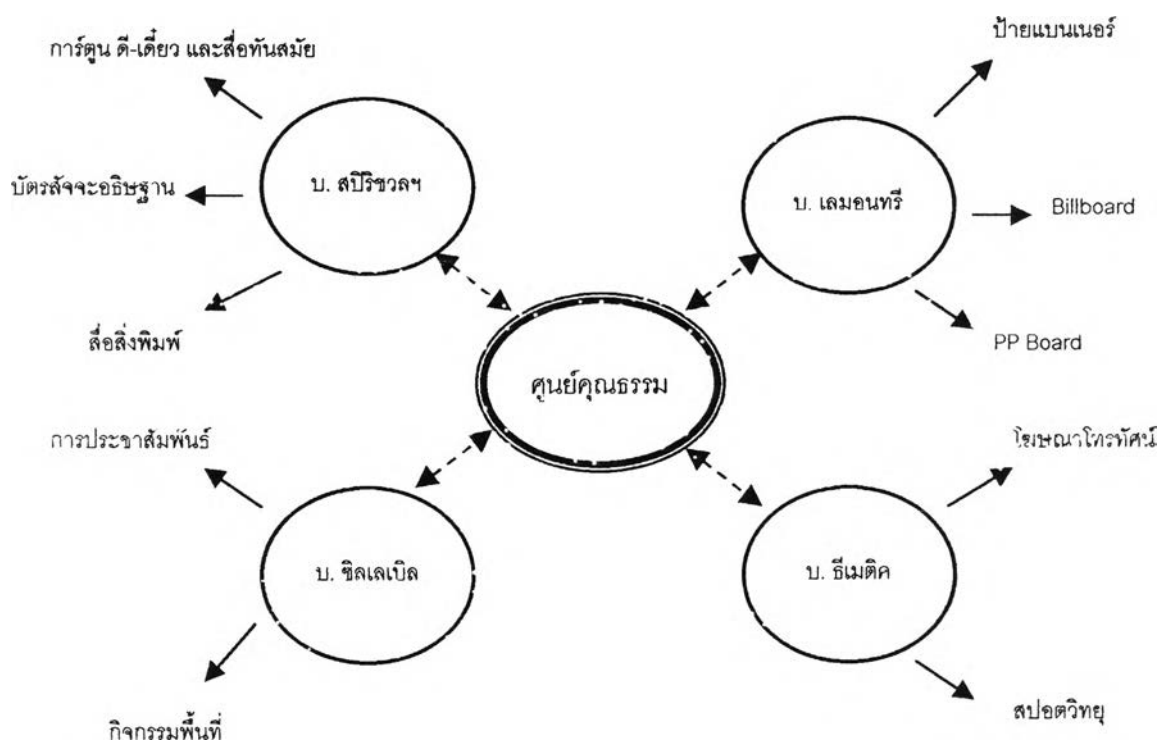 การ์ตูน ดี-เดี๋ยว และสื่อทันสมัย
ป้ายแบนเนอร์
บ. สปิริชวลฯ
บัตรสัจจะอธิษฐาน
บ. เลมอนทรี
Billboard
สื่อสิ่งพิมพ์
PP Board
ศูนย์คุณธรรม
การประชาสัมพันธ์
โฆษณาโทรทัศน์
บ. ซิลเลเบิล
บ. ธีเมติค
กิจกรรมพื้นที่
สปอตวิทยุ